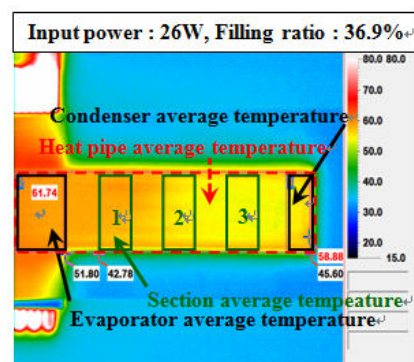 Input power : 26W, Filling ratio : 36.9%
80.0 80.0
Condenser average temperature
70.0
Heat pipe average temperature
60.0
61.74
50.0
1 2 3
40.0
30.0
58.88
51.80 42.78
45.60
20.0
15.0
Section average tempeature
Evaporator average temperature